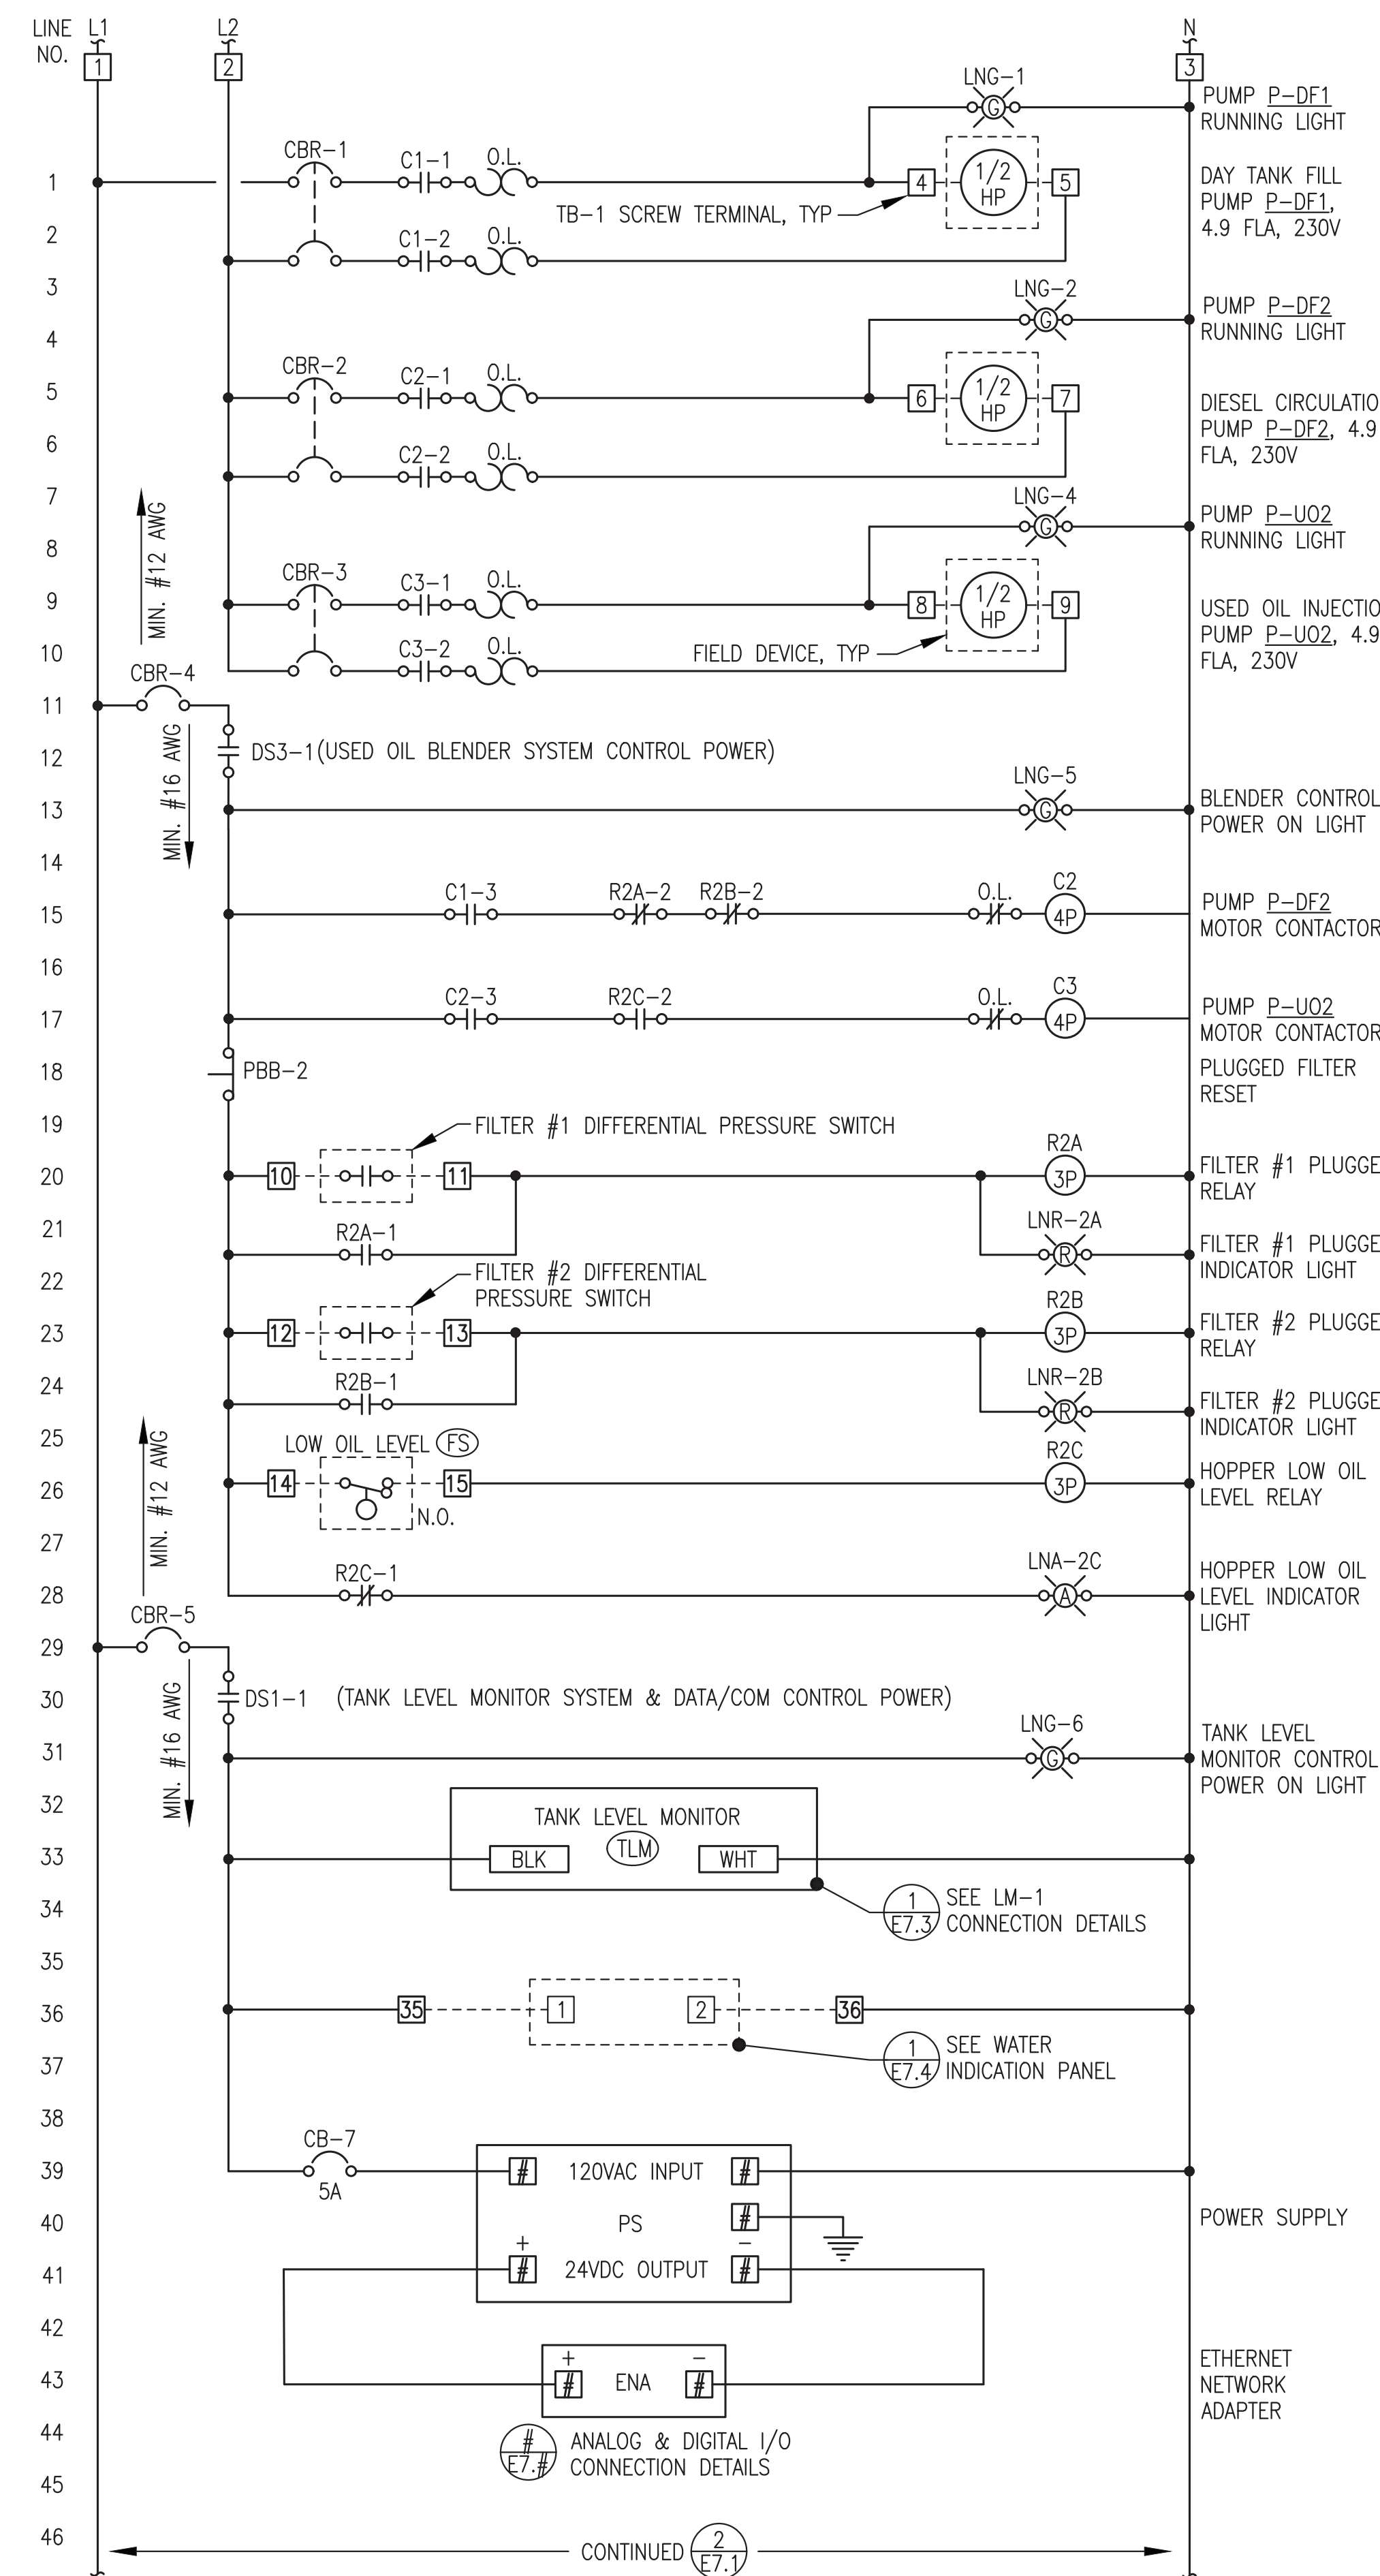 LINE NO.
L1
L2
N
1
2
3
LNG-1
G
PUMP P-DF1
RUNNING LIGHT
CBR-1
C1-1
O.L.
1
4
1/2
HP
5
DAY TANK FILL
PUMP P-DF1,
4.9 FLA, 230V
TB-1 SCREW TERMINAL, TYP
2
C1-2
O.L.
3
LNG-2
G
PUMP P-DF2
RUNNING LIGHT
4
CBR-2
C2-1
O.L.
5
6
1/2
HP
7
DIESEL CIRCULATIO
PUMP P-DF2, 4.9
FLA, 230V
6
C2-2
O.L.
7
LNG-4
G
PUMP P-UO2
RUNNING LIGHT
MIN. #12 AWG
8
CBR-3
C3-1
O.L.
9
8
1/2
HP
9
USED OIL INJECTIO
PUMP P-UO2, 4.9
FLA, 230V
10
C3-2
O.L.
FIELD DEVICE, TYP
CBR-4
11
MIN. #16 AWG
12
DS3-1(USED OIL BLENDER SYSTEM CONTROL POWER)
LNG-5
13
G
BLENDER CONTROL
POWER ON LIGHT
14
C1-3
R2A-2
R2B-2
O.L.
C2
15
4P
PUMP P-DF2
MOTOR CONTACTOR
16
C2-3
R2C-2
O.L.
C3
17
4P
PUMP P-UO2
MOTOR CONTACTOR
18
PBB-2
PLUGGED FILTER
RESET
19
FILTER #1 DIFFERENTIAL PRESSURE SWITCH
R2A
20
10
11
3P
FILTER #1 PLUGGE
RELAY
21
R2A-1
LNR-2A
R
FILTER #1 PLUGGE
INDICATOR LIGHT
22
FILTER #2 DIFFERENTIAL
PRESSURE SWITCH
R2B
23
12
13
3P
FILTER #2 PLUGGE
RELAY
24
R2B-1
LNR-2B
R
FILTER #2 PLUGGE
INDICATOR LIGHT
MIN. #12 AWG
25
LOW OIL LEVEL FS
R2C
26
14
15
N.O.
3P
HOPPER LOW OIL
LEVEL RELAY
27
R2C-1
LNA-2C
28
A
HOPPER LOW OIL
LEVEL INDICATOR
LIGHT
CBR-5
29
MIN. #16 AWG
30
DS1-1 (TANK LEVEL MONITOR SYSTEM & DATA/COM CONTROL POWER)
LNG-6
31
G
TANK LEVEL
MONITOR CONTROL
POWER ON LIGHT
32
TANK LEVEL MONITOR
33
BLK
TLM
WHT
34
1
E7.3
SEE LM-1
CONNECTION DETAILS
35
36
35
1
2
36
37
1
E7.4
SEE WATER
INDICATION PANEL
38
CB-7
39
5A
#
120VAC INPUT
#
40
PS
#
POWER SUPPLY
+
-
41
#
24VDC OUTPUT
#
42
+
-
43
#
ENA
#
ETHERNET
NETWORK
ADAPTER
44
#
E7.#
ANALOG & DIGITAL I/O
CONNECTION DETAILS
45
46
CONTINUED
2
E7.1